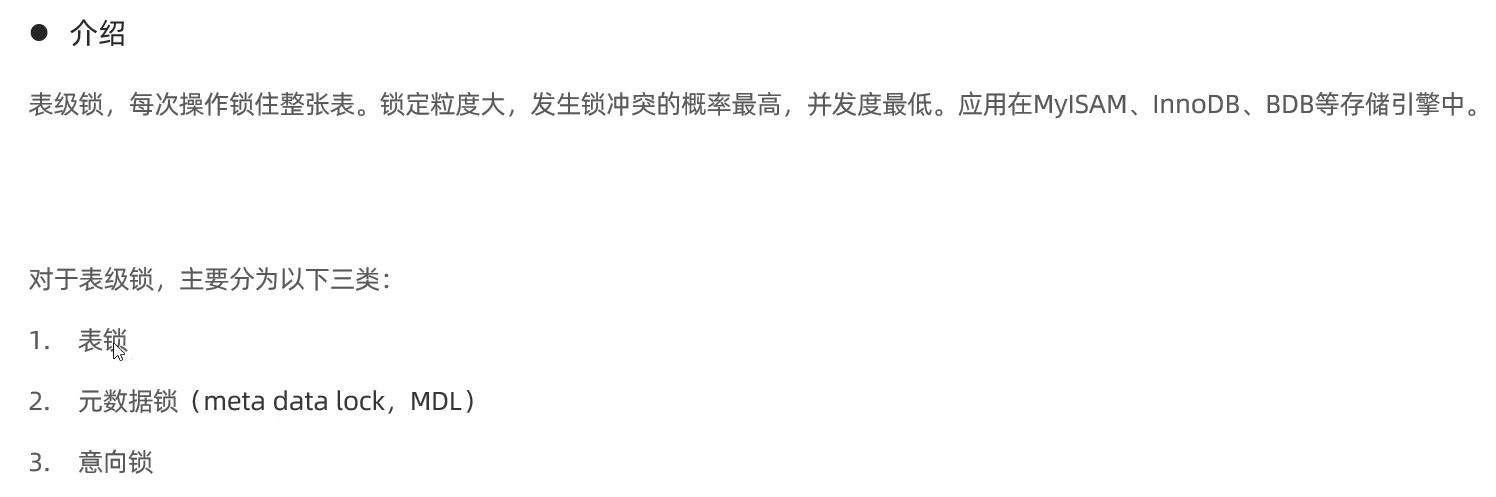 ● 介绍
表级锁，每次操作锁住整张表。锁定粒度大，发生锁冲突的概率最高，并发度最低。应用在MyISAM、InnoDB、BDB等存储引擎中。
对于表级锁，主要分为以下三类：
1. 表锁
2. 元数据锁（meta data lock，MDL）
3. 意向锁